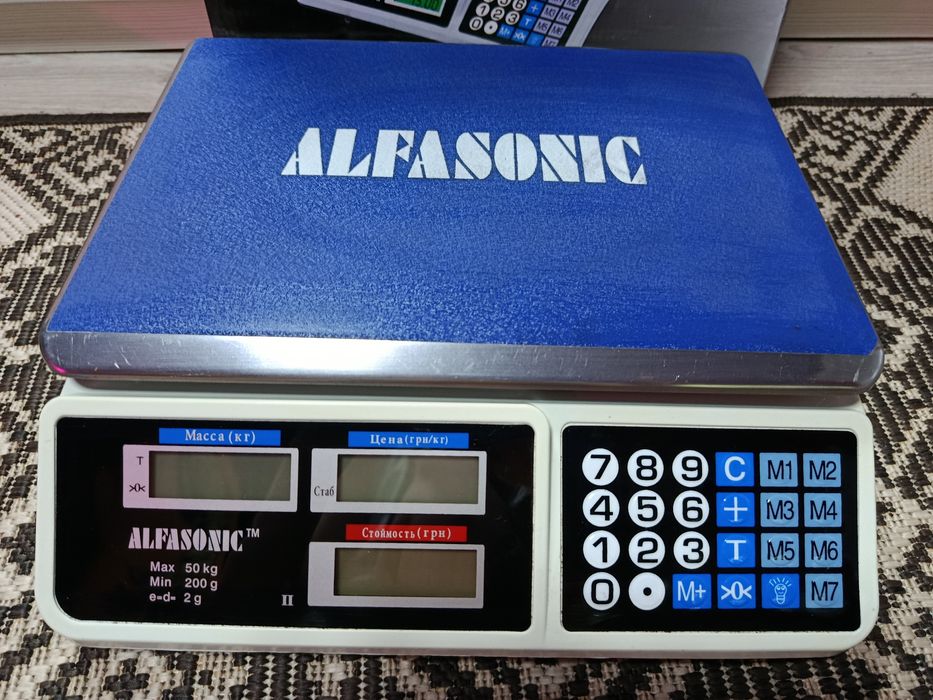 ALFASONIC
Масса (кг)
Цена (грн/кг)
T
>0<
Стаб
Стоимость (грн)
ALFASONIC™
Max 50 kg
Min 200 g
e=d= 2 g
II
7 8 9 C M1 M2
4 5 6 + M3 M4
1 2 3 T M5 M6
0 • M+ >0< M7